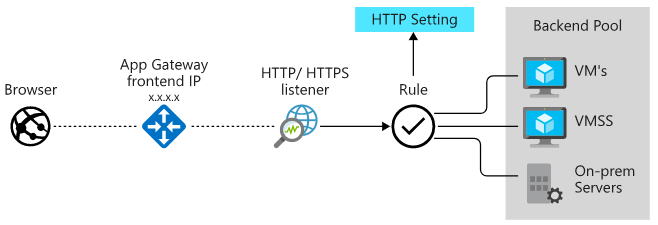 HTTP Setting
Backend Pool
Browser
App Gateway
frontend IP
x.x.x.x
HTTP/ HTTPS
listener
Rule
VM's
VMSS
On-prem
Servers